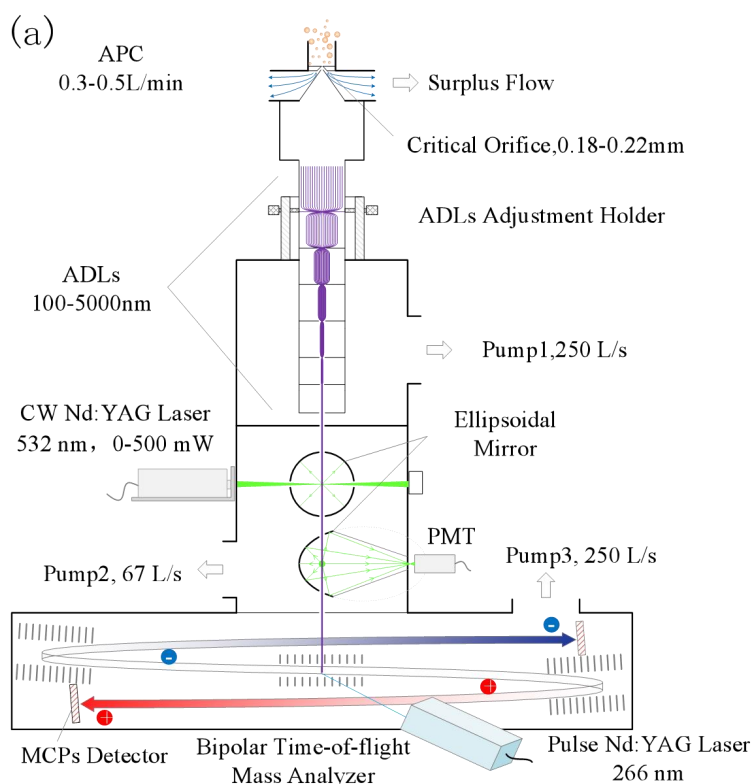 (a)
APC
0.3-0.5L/min
Surplus Flow
Critical Orifice,0.18-0.22mm
ADLs Adjustment Holder
ADLs
100-5000nm
Pump1,250 L/s
CW Nd:YAG Laser
532 nm，0-500 mW
Ellipsoidal
Mirror
PMT
Pump2, 67 L/s
Pump3, 250 L/s
-
-
+
+
MCPs Detector
Bipolar Time-of-flight
Mass Analyzer
Pulse Nd:YAG Laser
266 nm